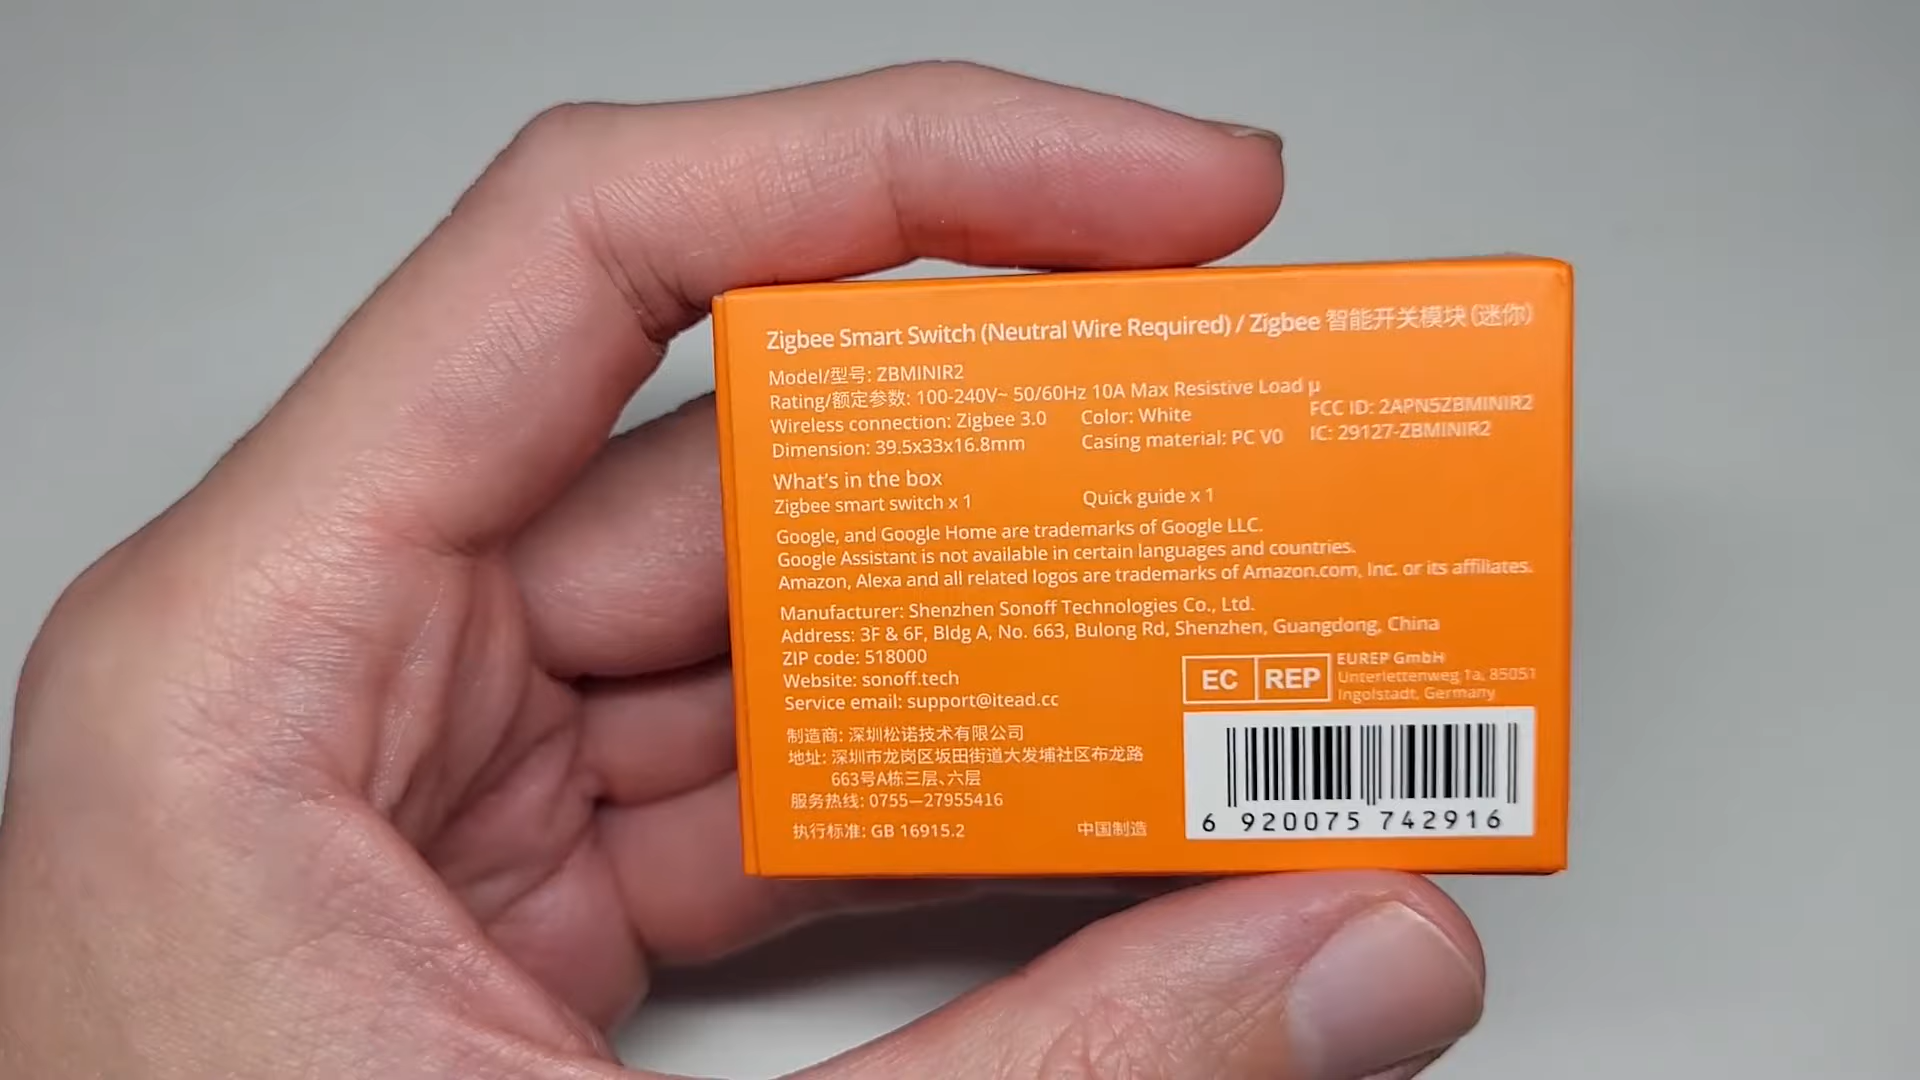 Zigbee Smart Switch (Neutral Wire Required) / Zigbee 智能开关模块(迷你)
Model/型号: ZBMINIR2
Rating/额定参数: 100-240V~ 50/60Hz 10A Max Resistive Load µ
Wireless connection: Zigbee 3.0 Color: White FCC ID: 2APN5ZBMINIR2
Dimension: 39.5x33x16.8mm Casing material: PC V0 IC: 29127-ZBMINIR2
What's in the box
Zigbee smart switch x 1 Quick guide x 1
Google, and Google Home are trademarks of Google LLC.
Google Assistant is not available in certain languages and countries.
Amazon, Alexa and all related logos are trademarks of Amazon.com, Inc. or its affiliates.
Manufacturer: Shenzhen Sonoff Technologies Co., Ltd.
Address: 3F & 6F, Bldg A, No. 663, Bulong Rd, Shenzhen, Guangdong, China
ZIP code: 518000
Website: sonoff.tech
Service email: support@itead.cc
EC REP
EUREP GmbH
Unterlettenweg 1a, 85051
Ingolstadt, Germany
制造商: 深圳松诺技术有限公司
地址: 深圳市龙岗区坂田街道大发埔社区布龙路
663号A栋三层、六层
服务热线: 0755—27955416
执行标准: GB 16915.2 中国制造
6 920075 742916